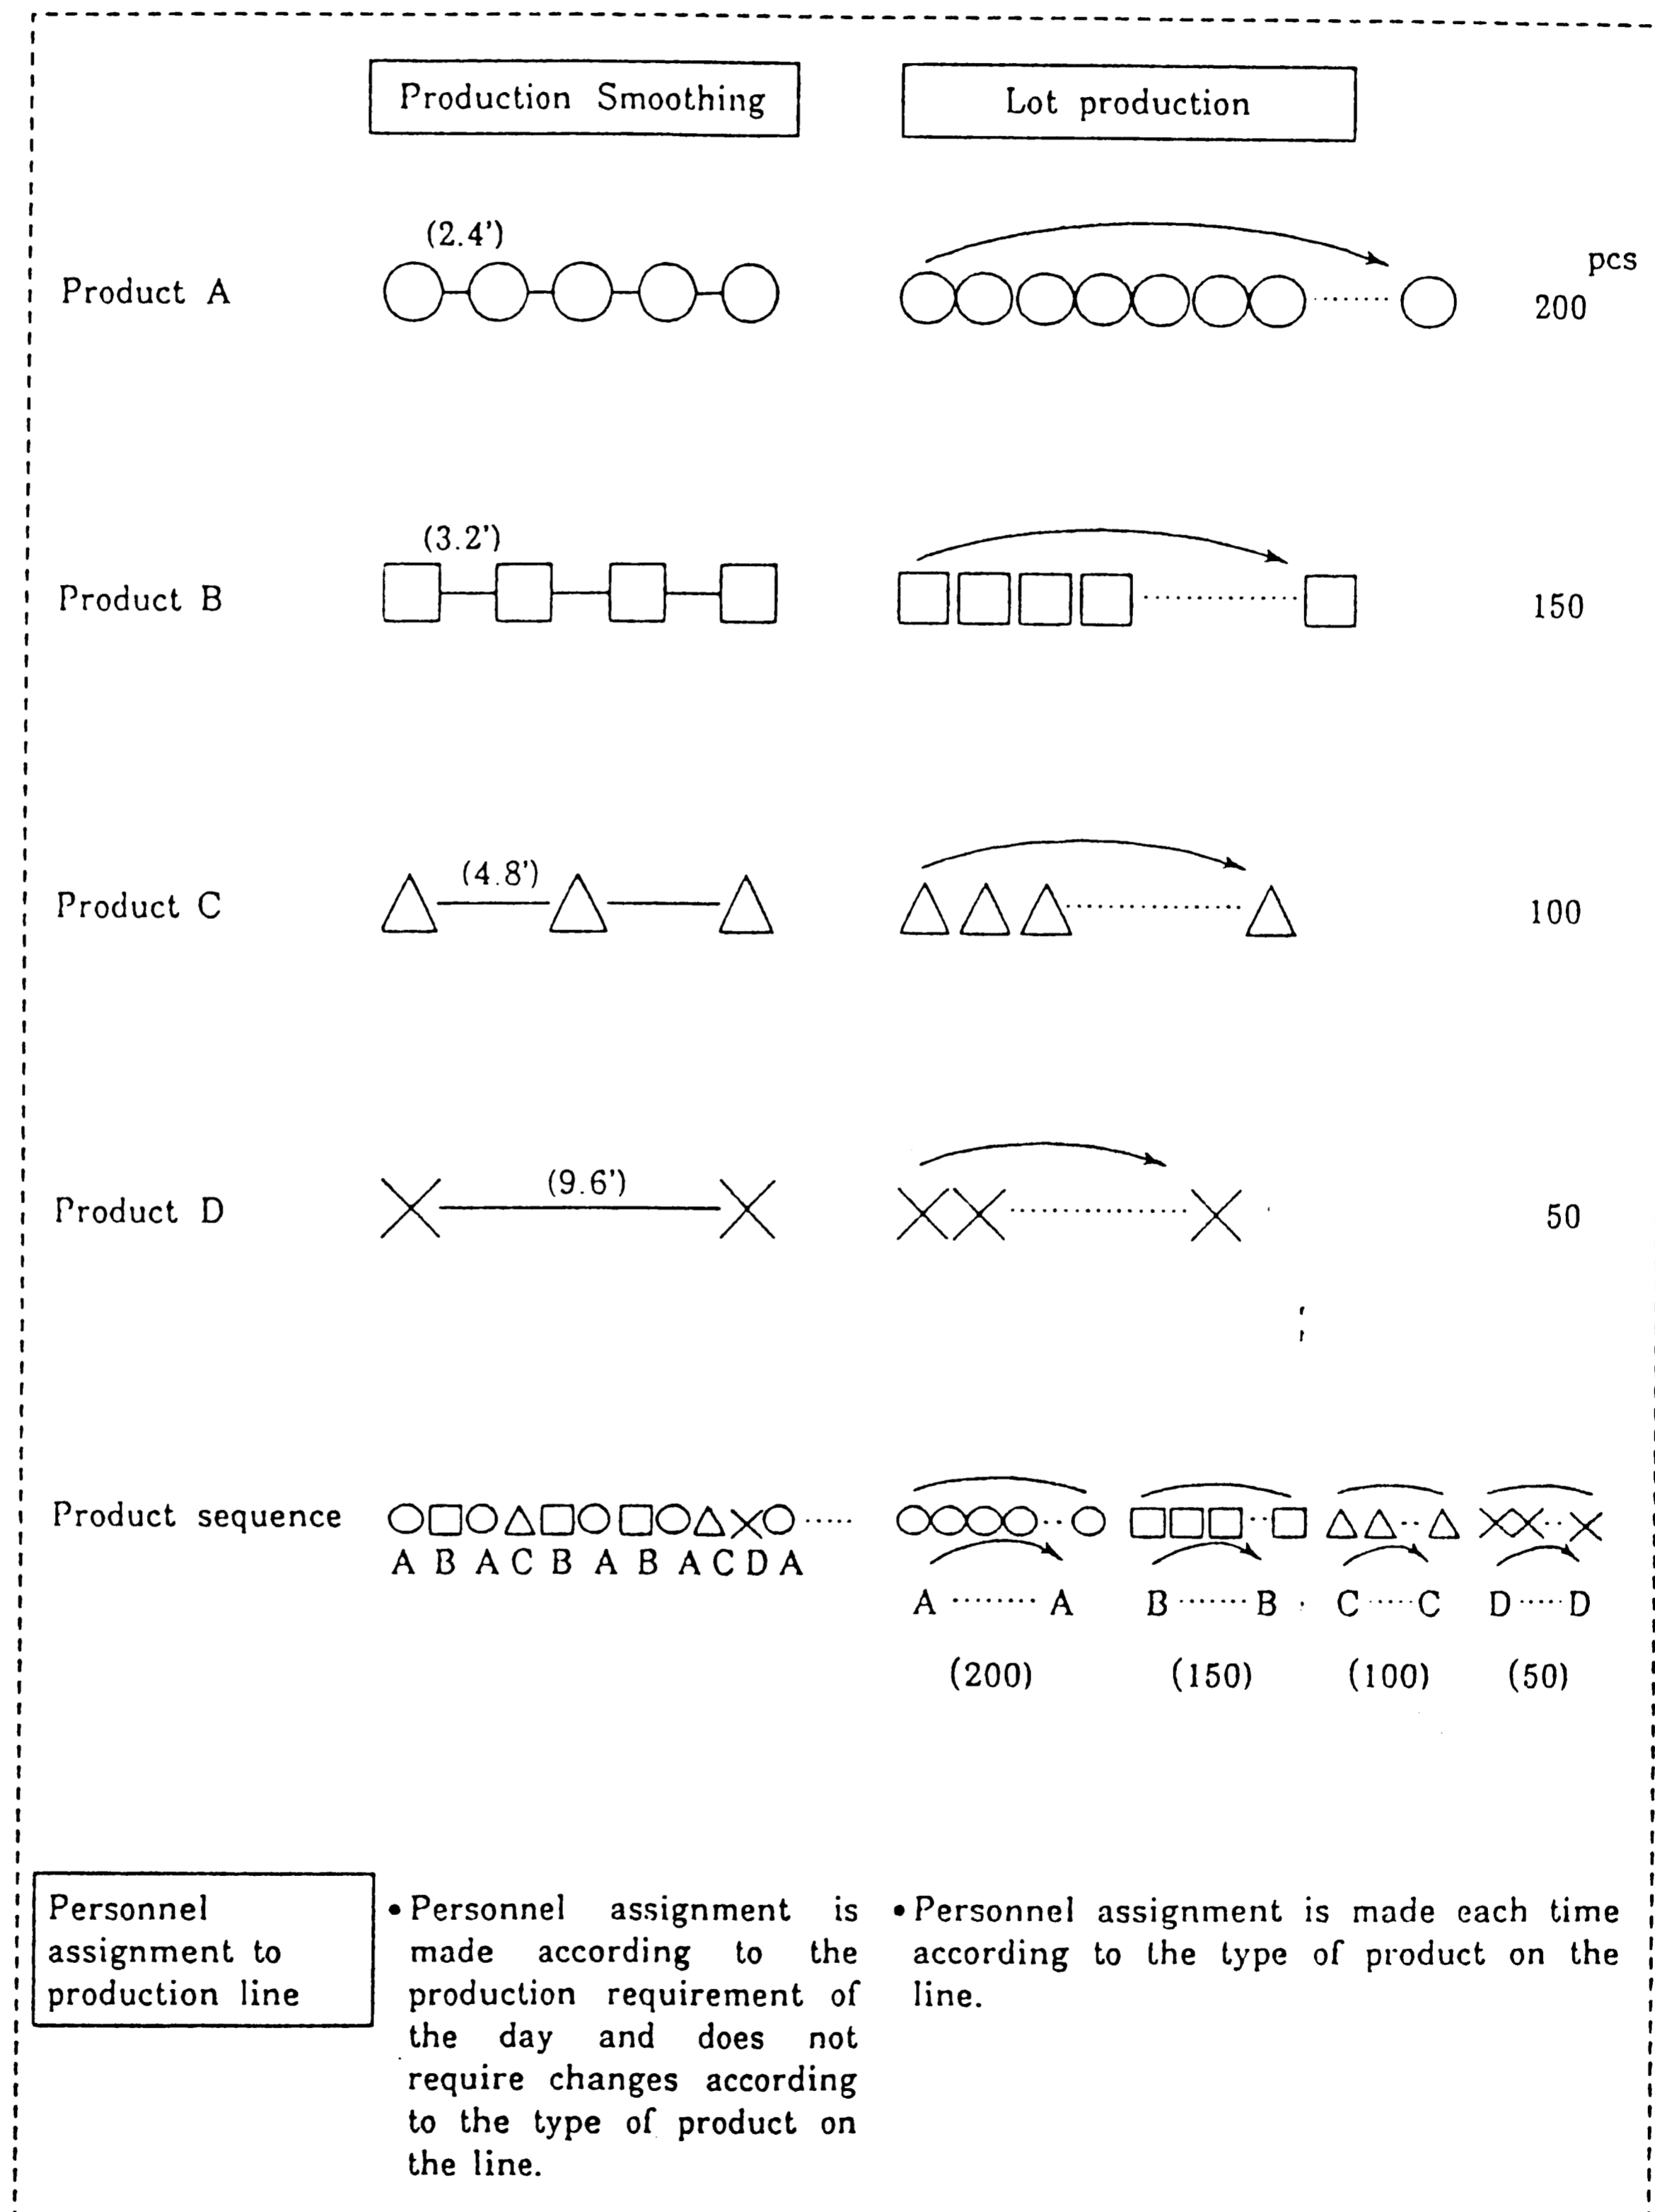 Production Smoothing
Lot production
(2.4')
pcs
Product A
200
(3.2')
Product B
150
(4.8')
Product C
100
(9.6')
Product D
50
Product sequence
A B A C B A B A C D A
A ........ A B ....... B C ..... C D ..... D
(200) (150) (100) (50)
Personnel
assignment to
production line
• Personnel assignment is
made according to the
production requirement of
the day and does not
require changes according
to the type of product on
the line.
• Personnel assignment is made each time
according to the type of product on the
line.